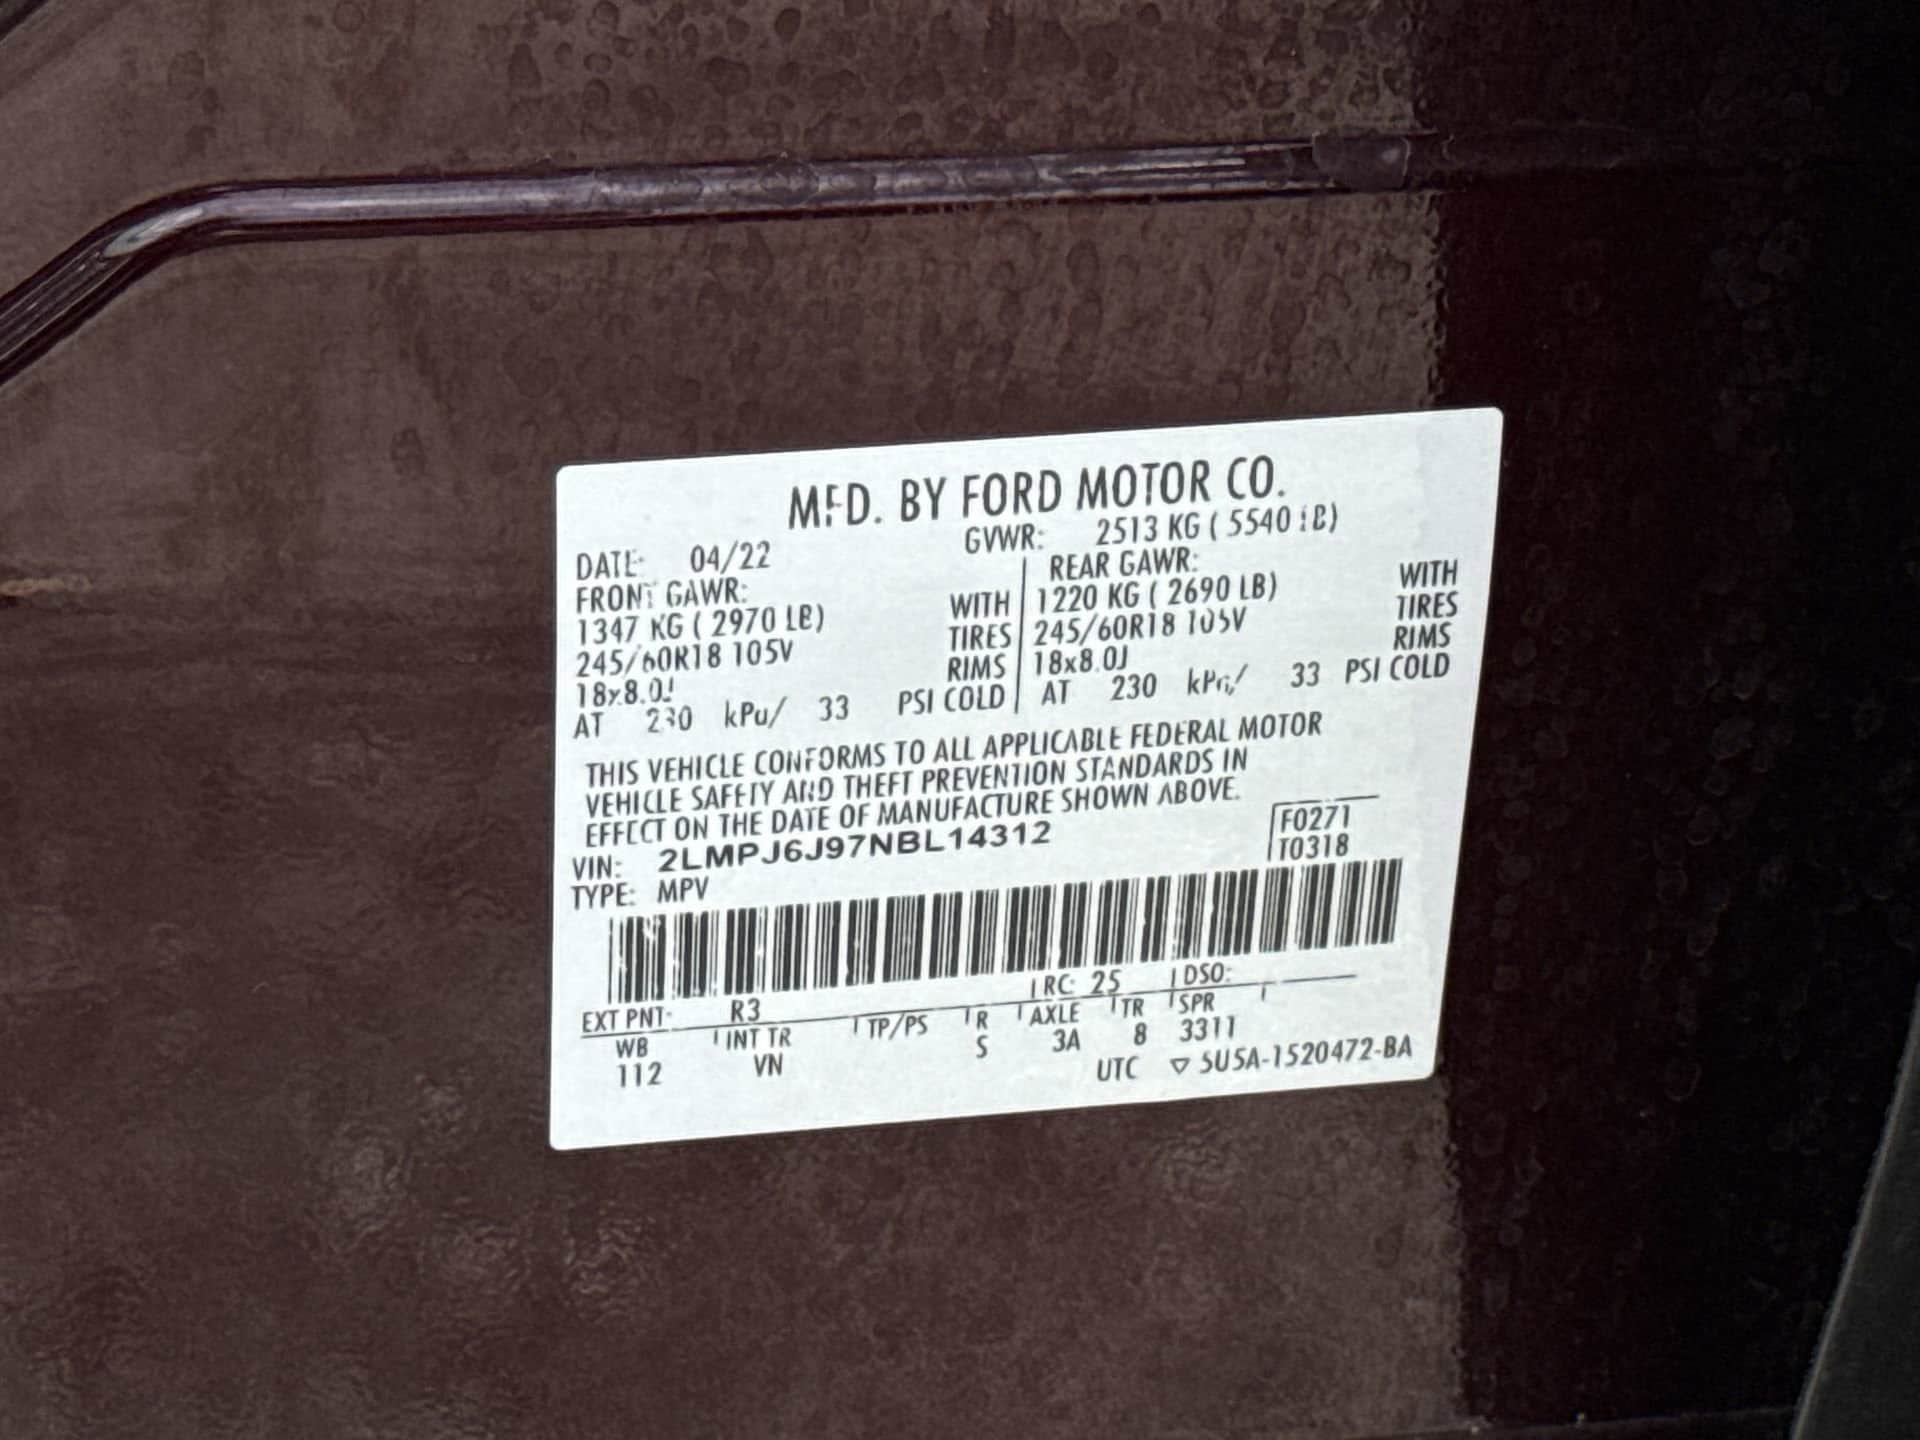 MFD. BY FORD MOTOR CO.
DATE: 04/22 GVWR: 2513 KG ( 5540 LB)
FRONT GAWR: REAR GAWR:
1347 KG ( 2970 LB) WITH 1220 KG ( 2690 LB) WITH
245/60R18 105V TIRES 245/60R18 105V TIRES
18x8.0J RIMS 18x8.0J RIMS
AT 230 kPa/ 33 PSI COLD AT 230 kPa/ 33 PSI COLD
THIS VEHICLE CONFORMS TO ALL APPLICABLE FEDERAL MOTOR
VEHICLE SAFETY AND THEFT PREVENTION STANDARDS IN
EFFECT ON THE DATE OF MANUFACTURE SHOWN ABOVE.
VIN: 2LMPJ6J97NBL14312 F0271
TYPE: MPV T0318
EXT PNT: R3 RC: 25 DSO:
WB INT TR TP/PS R AXLE TR SPR
112 VN S 3A 8 3311
UTC ▽ SU5A-1520472-BA